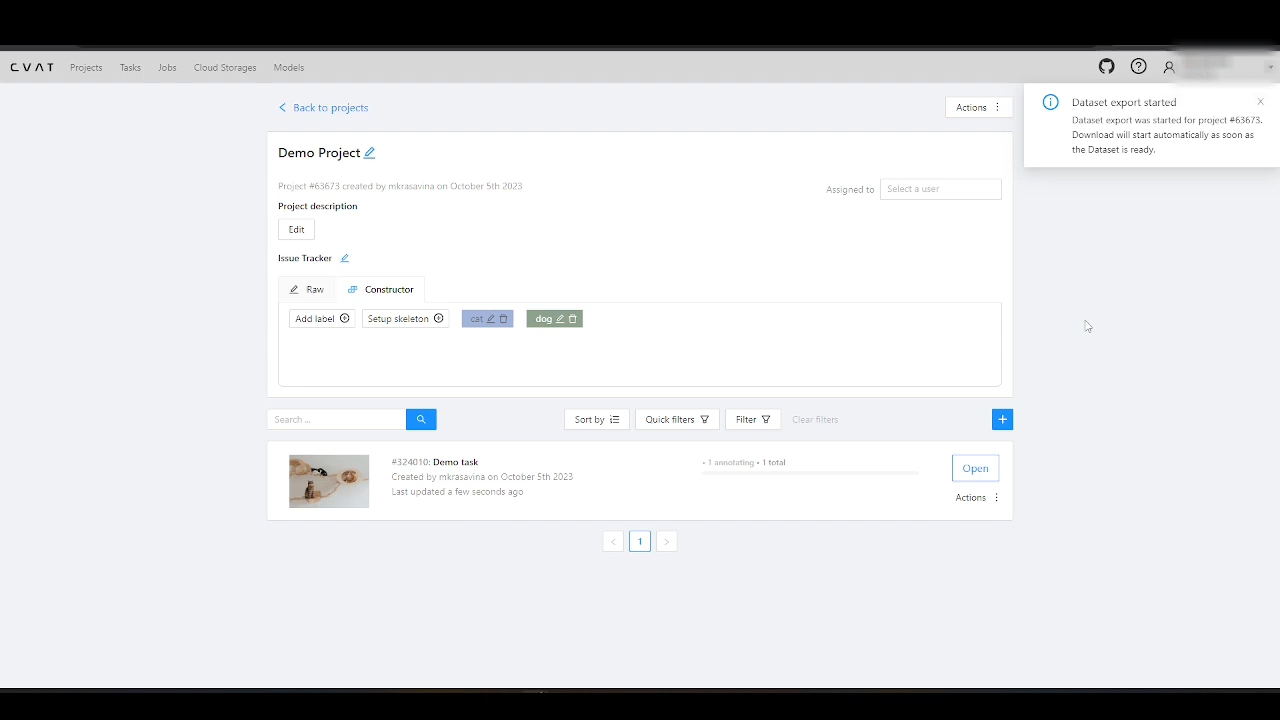 CVAT Projects Tasks Jobs Cloud Storages Models
Back to projects
Actions
Dataset export started
Dataset export was started for project #63673.
Download will start automatically as soon as
the Dataset is ready.
Demo Project
Project #63673 created by mkrasavina on October 5th 2023
Assigned to Select a user
Project description
Edit
Issue Tracker
Raw Constructor
Add label Setup skeleton cat dog
Search ... Sort by Quick filters Filter Clear filters
#324010: Demo task
Created by mkrasavina on October 5th 2023
Last updated a few seconds ago
• 1 annotating • 1 total
Open
Actions
< 1 >